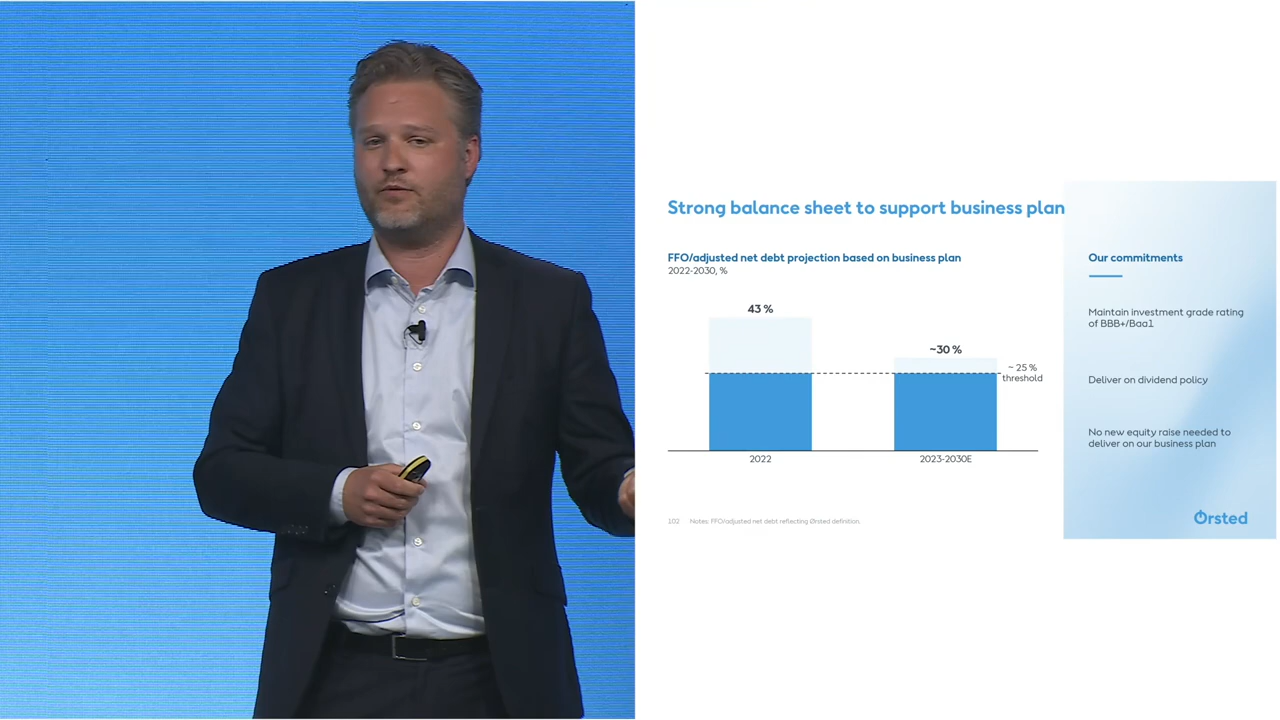 Strong balance sheet to support business plan
FFO/adjusted net debt projection based on business plan
2022-2030, %
43 %
~30 %
~ 25 %
threshold
2022
2023-2030E
102 Notes: FFO/adjusted net debt reflecting Ørsted definition.
Our commitments
Maintain investment grade rating
of BBB+/Baa1
Deliver on dividend policy
No new equity raise needed to
deliver on our business plan
Ørsted